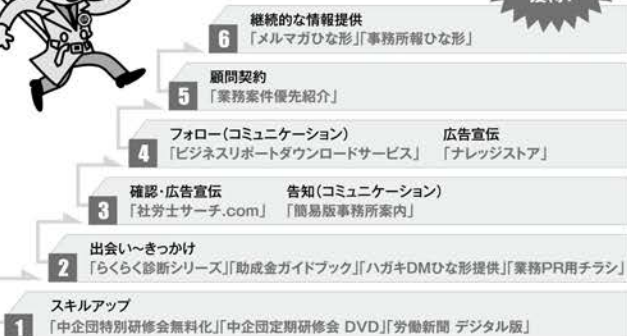 6
継続的な情報提供
「メルマガひな形」「事務所報ひな形」
5
顧問契約
「業務案件優先紹介」
4
フォロー(コミュニケーション) 広告宣伝
「ビジネスリポートダウンロードサービス」 「ナレッジストア」
3
確認・広告宣伝 告知(コミュニケーション)
「社労士サーチ.com」 「簡易版事務所案内」
2
出会い～きっかけ
「らくらく診断シリーズ」「助成金ガイドブック」「ハガキDMひな形提供」「業務PR用チラシ」
1
スキルアップ
「中企団特別研修会無料化」「中企団定期研修会 DVD」「労働新聞 デジタル版」